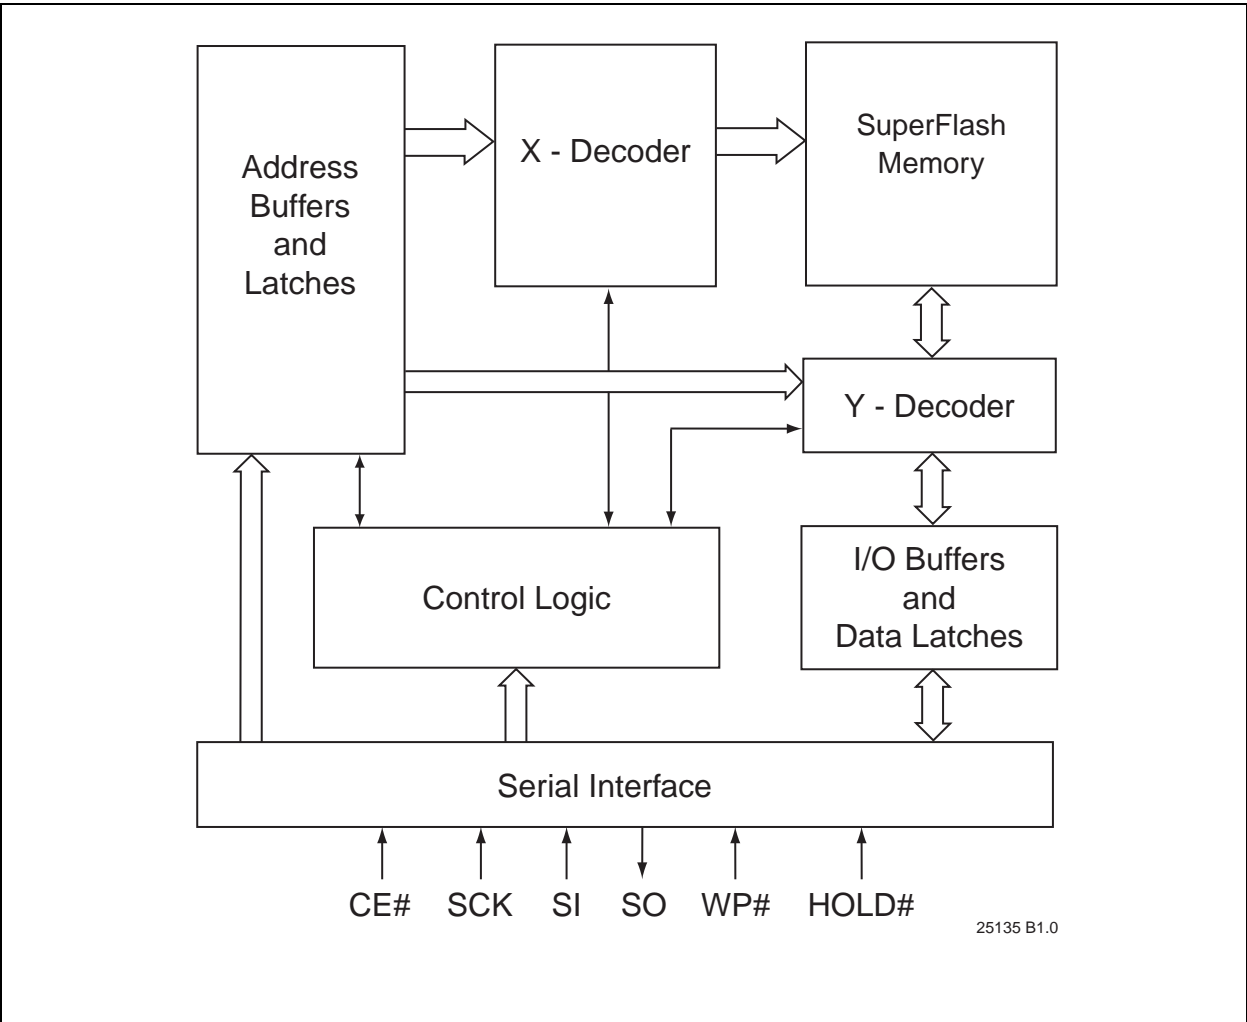 Address
Buffers
and
Latches
X - Decoder
SuperFlash
Memory
Y - Decoder
Control Logic
I/O Buffers
and
Data Latches
Serial Interface
CE# SCK SI SO WP# HOLD#
25135 B1.0